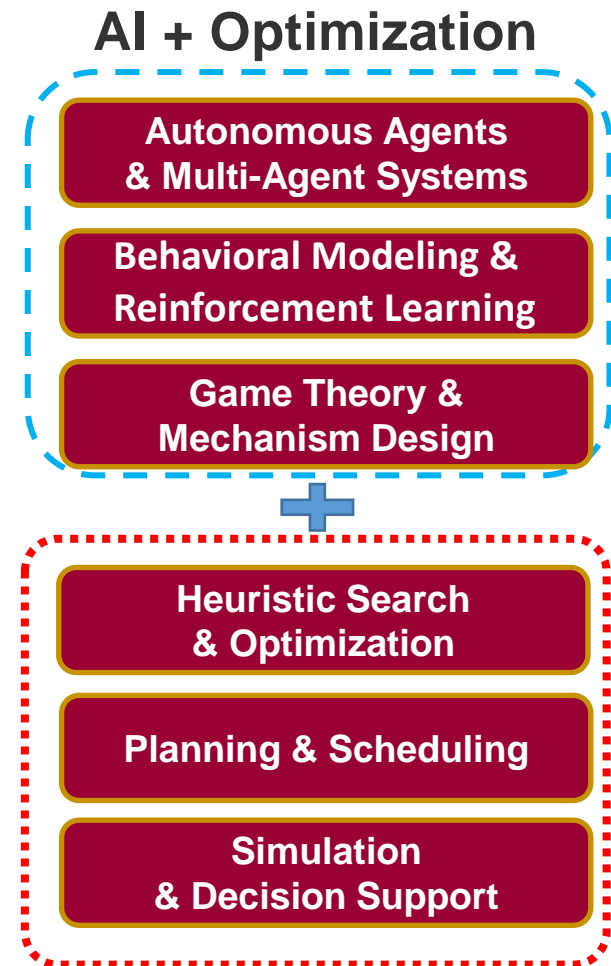 AI + Optimization
Autonomous Agents
& Multi-Agent Systems
Behavioral Modeling &
Reinforcement Learning
Game Theory &
Mechanism Design
Heuristic Search
& Optimization
Planning & Scheduling
Simulation
& Decision Support